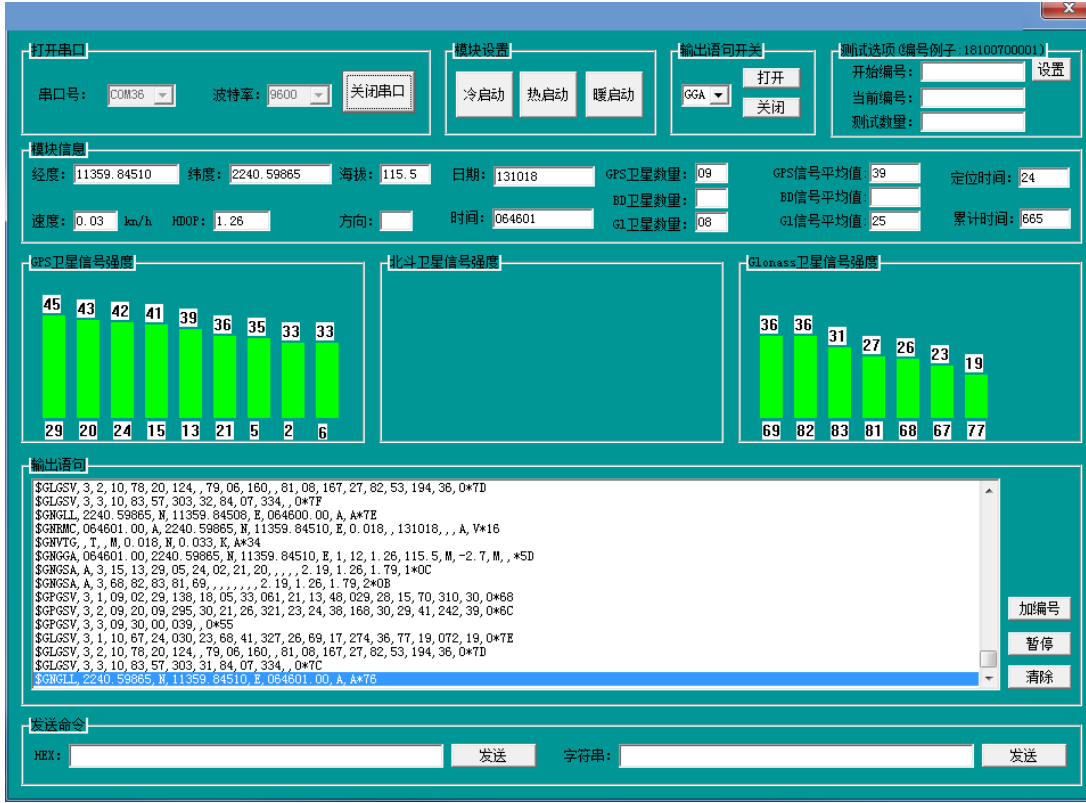 打开串口
串口号: COM36 波特率: 9600 关闭串口
模块设置
冷启动 热启动 暖启动
输出语句开关
GGA 打开
关闭
测试选项(编号例子:18100700001)
开始编号: 设置
当前编号:
测试数量:
模块信息
经度: 11359.84510 纬度: 2240.59865 海拔: 115.5 日期: 131018 GPS卫星数量: 09 GPS信号平均值: 39 定位时间: 24
BD卫星数量: BD信号平均值:
速度: 0.03 km/h HDOP: 1.26 方向: 时间: 064601 Gl卫星数量: 08 Gl信号平均值: 25 累计时间: 665
GPS卫星信号强度
45 43 42 41 39 36 35 33 33
29 20 24 15 13 21 5 2 6
北斗卫星信号强度
Glonass卫星信号强度
36 36 31 27 26 23 19
69 82 83 81 68 67 77
输出语句
$GLGSV,3,2,10,78,20,124,,79,06,160,,81,08,167,27,82,53,194,36,0*7D
$GLGSV,3,3,10,83,57,303,32,84,07,334,,0*7F
$GNGLL,2240.59865,N,11359.84508,E,064600.00,A,A*7E
$GNRMC,064601.00,A,2240.59865,N,11359.84510,E,0.018,,131018,,,A,V*16
$GNVTG,,T,,M,0.018,N,0.033,K,A*34
$GNGGA,064601.00,2240.59865,N,11359.84510,E,1,12,1.26,115.5,M,-2.7,M,,*5D
$GNGSA,A,3,15,13,29,05,24,02,21,20,,,,,2.19,1.26,1.79,1*0C
$GNGSA,A,3,68,82,83,81,69,,,,,,,,2.19,1.26,1.79,2*0B
$GPGSV,3,1,09,02,29,138,18,05,33,061,21,13,48,029,28,15,70,310,30,0*68
$GPGSV,3,2,09,20,09,295,30,21,26,321,23,24,38,168,30,29,41,242,39,0*6C
$GPGSV,3,3,09,30,00,039,,0*55
$GLGSV,3,1,10,67,24,030,23,68,41,327,26,69,17,274,36,77,19,072,19,0*7E
$GLGSV,3,2,10,78,20,124,,79,06,160,,81,08,167,27,82,53,194,36,0*7D
$GLGSV,3,3,10,83,57,303,31,84,07,334,,0*7C
$GNGLL,2240.59865,N,11359.84510,E,064601.00,A,A*76
加编号
暂停
清除
发送命令
HEX: 发送 字符串: 发送